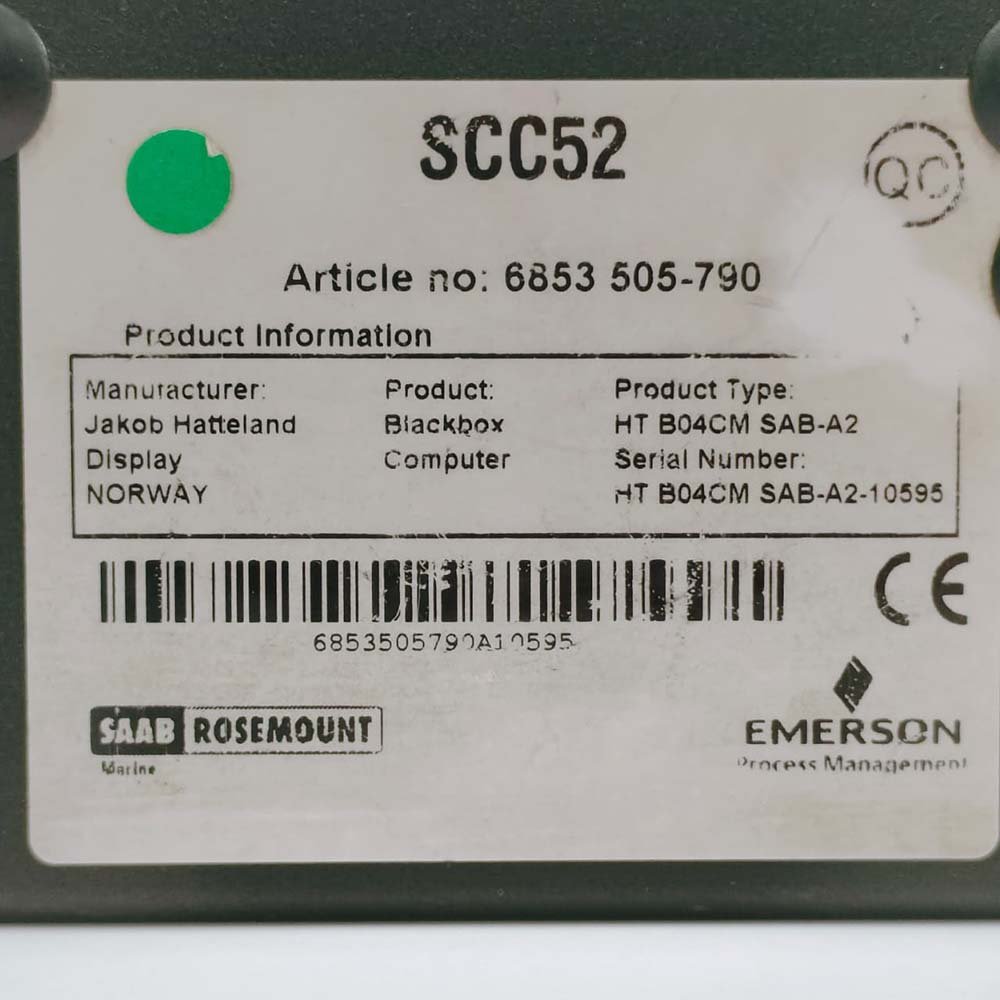 SCC52
QC
Article no: 6853 505-790
Product Information
Manufacturer:
Jakob Hatteland
Display
NORWAY
Product:
Blackbox
Computer
Product Type:
HT B04CM SAB-A2
Serial Number:
HT B04CM SAB-A2-10595
6853505790A10595
CE
SAAB ROSEMOUNT
Marine
EMERSON
Process Management